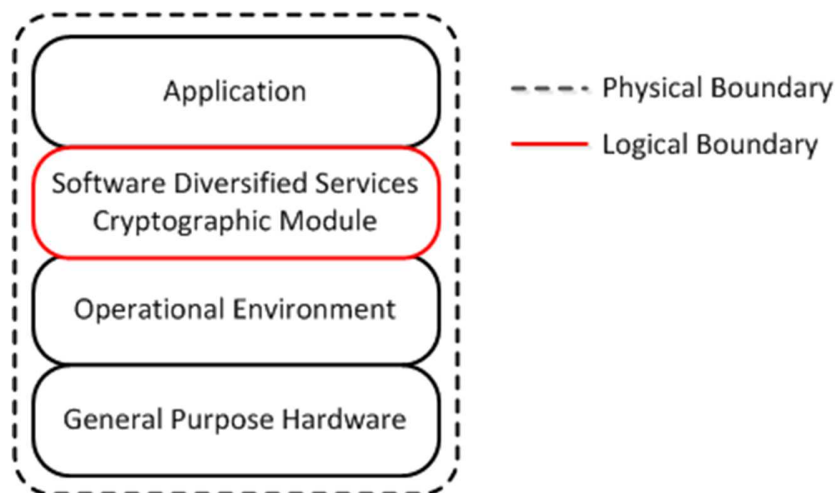 Application
Software Diversified Services
Cryptographic Module
Operational Environment
General Purpose Hardware
Physical Boundary
Logical Boundary